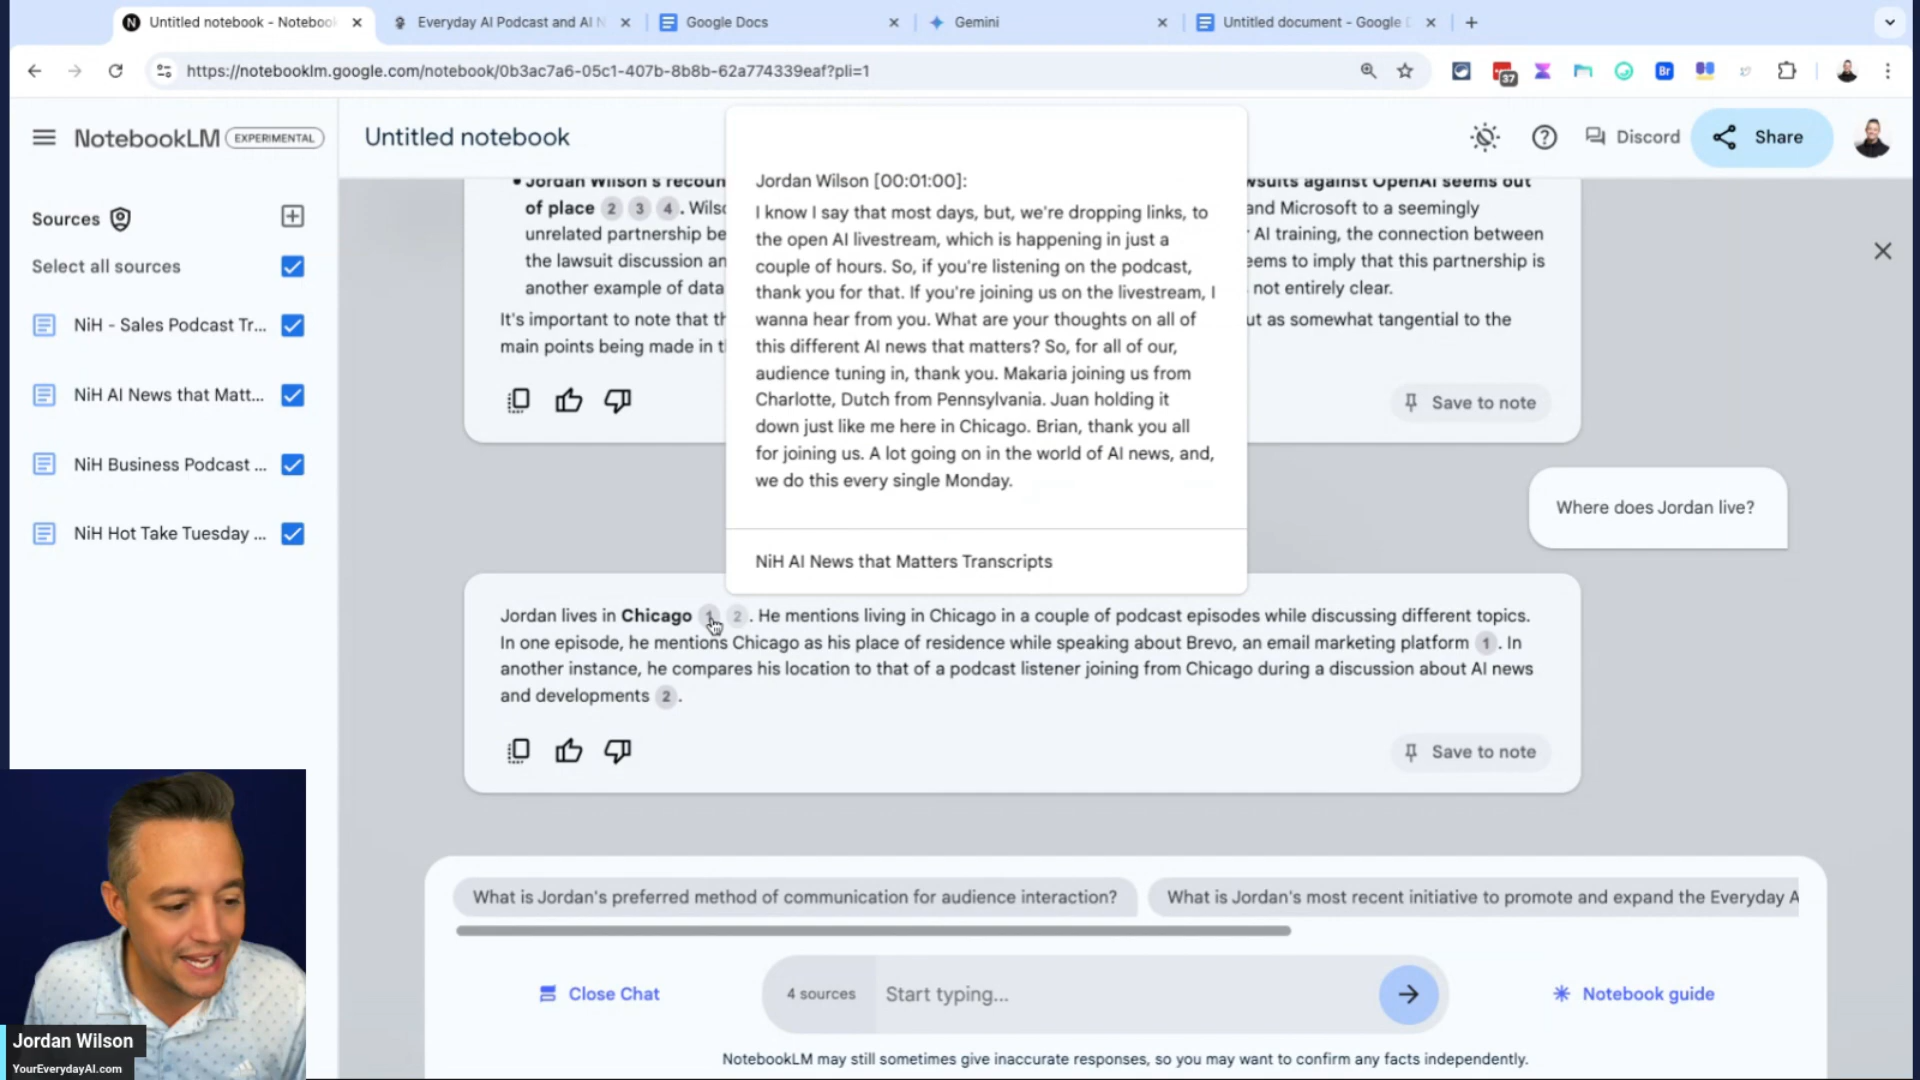 Untitled notebook - Notebook
Everyday AI Podcast and AI N
Google Docs
Gemini
Untitled document - Google D
https://notebooklm.google.com/notebook/0b3ac7a6-05c1-407b-8b8b-62a774339eaf?pli=1
37
Br
NotebookLM
EXPERIMENTAL
Untitled notebook
Discord
Share
Sources
Select all sources
NiH - Sales Podcast Tr...
NiH AI News that Matt...
NiH Business Podcast ...
NiH Hot Take Tuesday ...
• Jordan Wilson's recoun
wsuits against OpenAI seems out
of place 2 3 4 . Wilso
and Microsoft to a seemingly
unrelated partnership be
r AI training, the connection between
the lawsuit discussion an
eems to imply that this partnership is
another example of data
not entirely clear.
It's important to note that th
ut as somewhat tangential to the
main points being made in t
Save to note
Jordan Wilson [00:01:00]:
I know I say that most days, but, we're dropping links, to
the open AI livestream, which is happening in just a
couple of hours. So, if you're listening on the podcast,
thank you for that. If you're joining us on the livestream, I
wanna hear from you. What are your thoughts on all of
this different AI news that matters? So, for all of our,
audience tuning in, thank you. Makaria joining us from
Charlotte, Dutch from Pennsylvania. Juan holding it
down just like me here in Chicago. Brian, thank you all
for joining us. A lot going on in the world of AI news, and,
we do this every single Monday.
NiH AI News that Matters Transcripts
Where does Jordan live?
Jordan lives in Chicago 1 2 . He mentions living in Chicago in a couple of podcast episodes while discussing different topics.
In one episode, he mentions Chicago as his place of residence while speaking about Brevo, an email marketing platform 1 . In
another instance, he compares his location to that of a podcast listener joining from Chicago during a discussion about AI news
and developments 2 .
Save to note
What is Jordan's preferred method of communication for audience interaction?
What is Jordan's most recent initiative to promote and expand the Everyday A
Close Chat
4 sources
Start typing...
Notebook guide
NotebookLM may still sometimes give inaccurate responses, so you may want to confirm any facts independently.
Jordan Wilson
YourEverydayAI.com